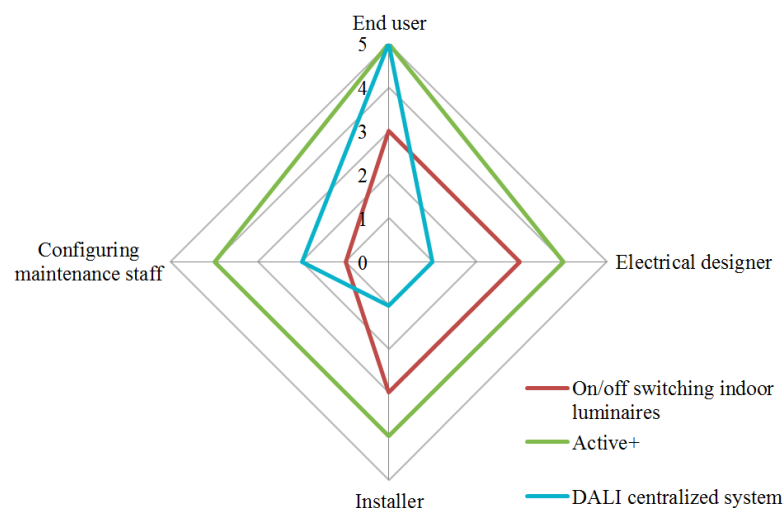 End user
5
4
3
2
1
0
Configuring
maintenance staff
Electrical designer
On/off switching indoor
luminaires
Active+
DALI centralized system
Installer